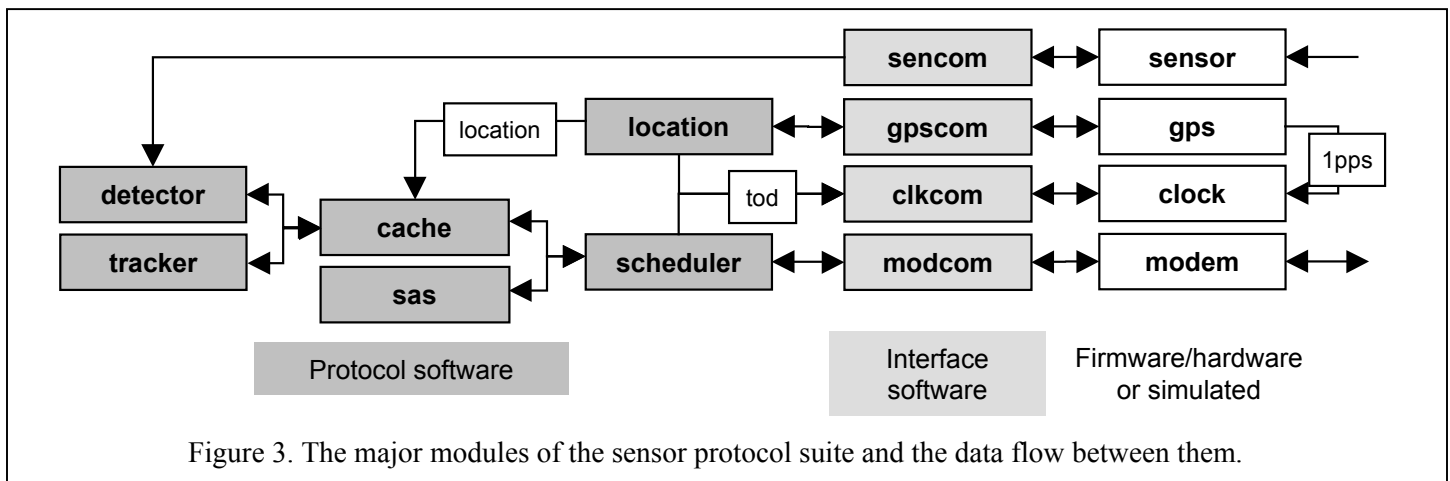 sencom
sensor
location
location
gpscom
gps
1pps
detector
cache
tod
clkcom
clock
tracker
sas
scheduler
modcom
modem
Protocol software
Interface
software
Firmware/hardware
or simulated
Figure 3. The major modules of the sensor protocol suite and the data flow between them.